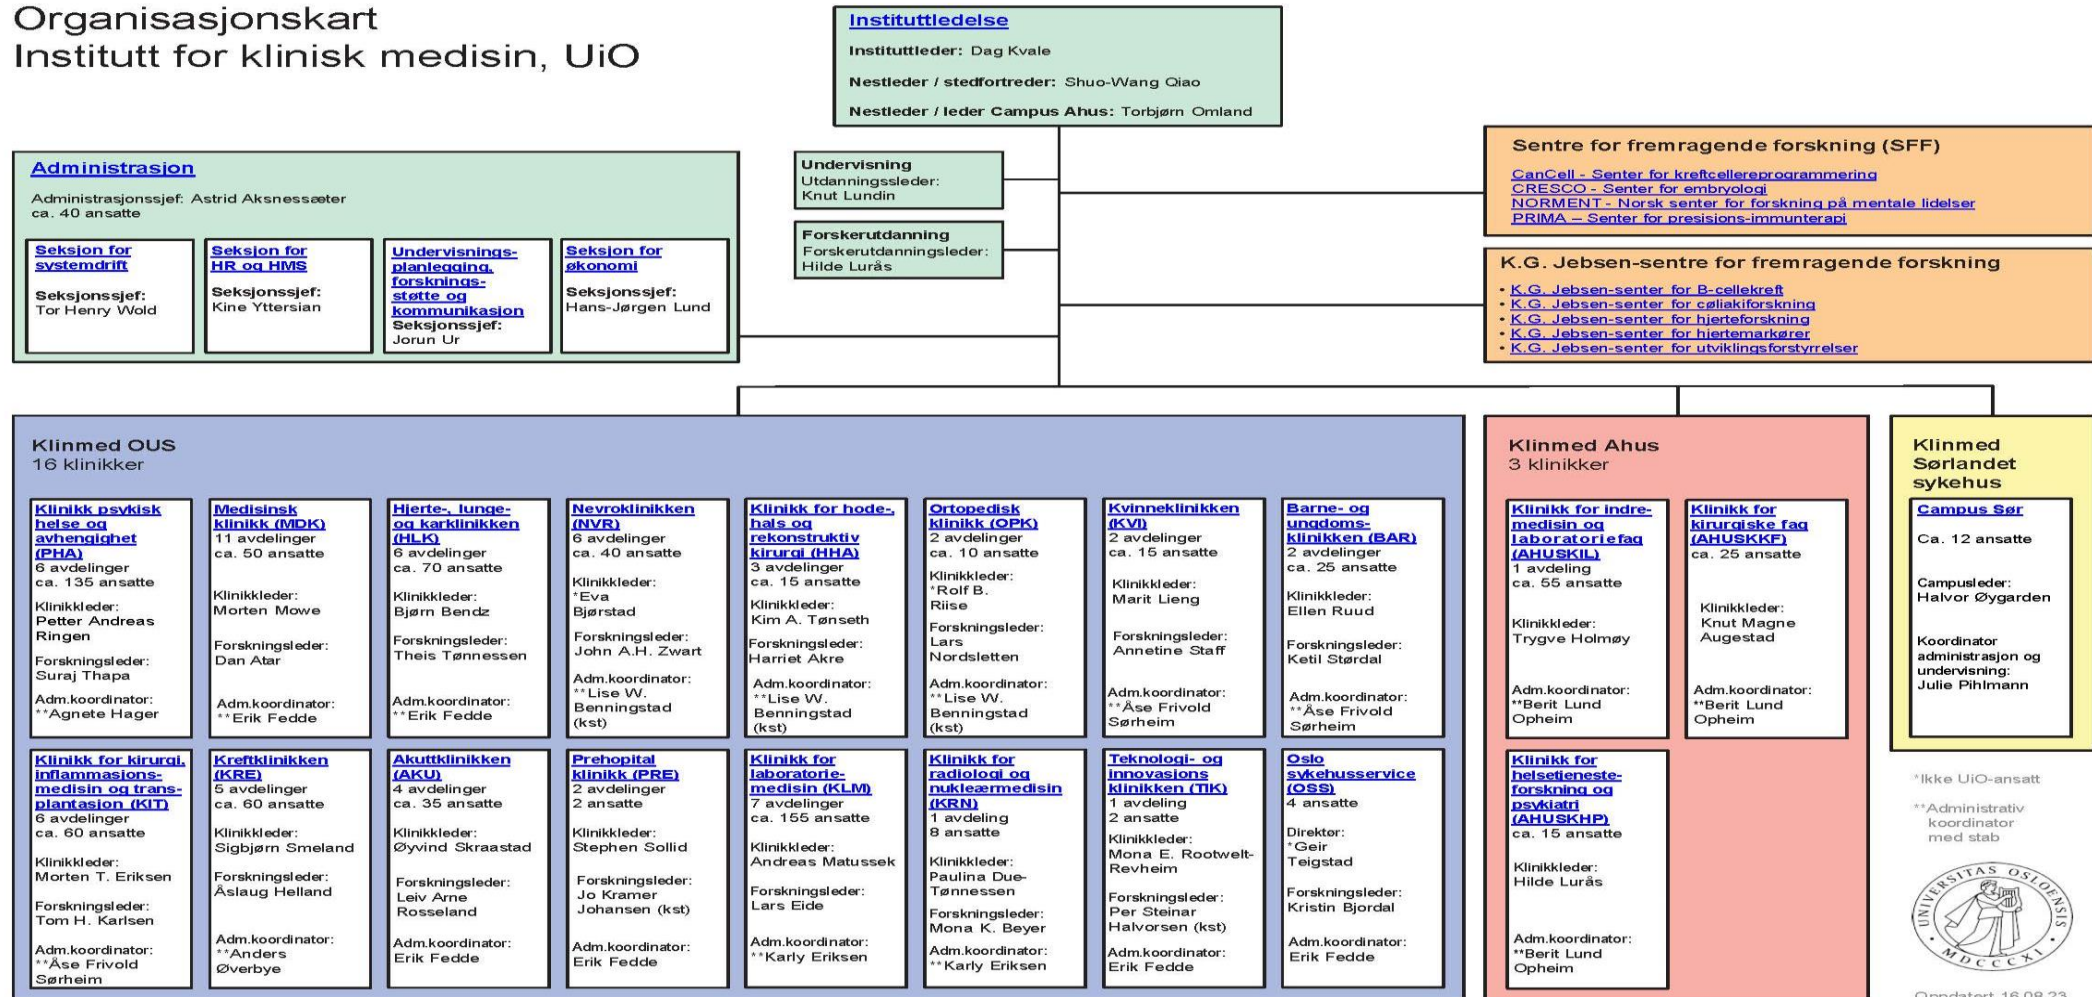 Organisasjonskart
Institutt for klinisk medisin, UiO
Instituttledelse
Instituttleder: Dag Kvale
Nestleder / stedfortreder: Shuo-Wang Qiao
Nestleder / leder Campus Ahus: Torbjørn Omland
Administrasjon
Administrasjonssjef: Astrid Aksnessæter
ca. 40 ansatte
Seksjon for
systemdrift
Seksjonssjef:
Tor Henry Wold
Seksjon for
HR og HMS
Seksjonssjef:
Kine Yttersian
Undervisnings-
planlegging,
forsknings-
støtte og
kommunikasjon
Seksjonssjef:
Jorun Ur
Seksjon for
økonomi
Seksjonssjef:
Hans-Jørgen Lund
Undervisning
Utdanningssleder:
Knut Lundin
Forskerutdanning
Forskerutdanningsleder:
Hilde Lurås
Sentre for fremragende forskning (SFF)
CanCell - Senter for kreftcellereprogrammering
CRESCO - Senter for embryologi
NORMENT - Norsk senter for forskning på mentale lidelser
PRIMA – Senter for presisions-immunterapi
K.G. Jebsen-sentre for fremragende forskning
• K.G. Jebsen-senter for B-cellekreft
• K.G. Jebsen-senter for cøliakiforskning
• K.G. Jebsen-senter for hjerteforskning
• K.G. Jebsen-senter for hjertemarkører
• K.G. Jebsen-senter for utviklingsforstyrrelser
Klinmed OUS
16 klinikker
Klinikk psykisk
helse og
avhengighet
(PHA)
6 avdelinger
ca. 135 ansatte
Klinikkleder:
Petter Andreas
Ringen
Forskningsleder:
Suraj Thapa
Adm.koordinator:
**Agnete Hager
Medisinsk
klinikk (MDK)
11 avdelinger
ca. 50 ansatte
Klinikkleder:
Morten Mowe
Forskningsleder:
Dan Atar
Adm.koordinator:
**Erik Fedde
Hjerte-, lunge-
og karklinikken
(HLK)
6 avdelinger
ca. 70 ansatte
Klinikkleder:
Bjørn Bendz
Forskningsleder:
Theis Tønnessen
Adm.koordinator:
**Erik Fedde
Nevroklinikken
(NVR)
6 avdelinger
ca. 40 ansatte
Klinikkleder:
*Eva
Bjørstad
Forskningsleder:
John A.H. Zwart
Adm.koordinator:
**Lise W.
Benningstad
(kst)
Klinikk for hode-,
hals og
rekonstruktiv
kirurgi (HHA)
3 avdelinger
ca. 15 ansatte
Klinikkleder:
Kim A. Tønseth
Forskningsleder:
Harriet Akre
Adm.koordinator:
**Lise W.
Benningstad
(kst)
Ortopedisk
klinikk (OPK)
2 avdelinger
ca. 10 ansatte
Klinikkleder:
*Rolf B.
Riise
Forskningsleder:
Lars
Nordsletten
Adm.koordinator:
**Lise W.
Benningstad
(kst)
Kvinneklinikken
(KVI)
2 avdelinger
ca. 15 ansatte
Klinikkleder:
Marit Lieng
Forskningsleder:
Annetine Staff
Adm.koordinator:
**Åse Frivold
Sørheim
Barne- og
ungdoms-
klinikken (BAR)
2 avdelinger
ca. 25 ansatte
Klinikkleder:
Ellen Ruud
Forskningsleder:
Ketil Størdal
Adm.koordinator:
**Åse Frivold
Sørheim
Klinikk for kirurgi,
inflammasjons-
medisin og trans-
plantasjon (KIT)
6 avdelinger
ca. 60 ansatte
Klinikkleder:
Morten T. Eriksen
Forskningsleder:
Tom H. Karlsen
Adm.koordinator:
**Åse Frivold
Sørheim
Kreftklinikken
(KRE)
5 avdelinger
ca. 60 ansatte
Klinikkleder:
Sigbjørn Smeland
Forskningsleder:
Åslaug Helland
Adm.koordinator:
**Anders
Øverbye
Akuttklinikken
(AKU)
4 avdelinger
ca. 35 ansatte
Klinikkleder:
Øyvind Skraastad
Forskningsleder:
Leiv Arne
Rosseland
Adm.koordinator:
Erik Fedde
Prehopital
klinikk (PRE)
2 avdelinger
2 ansatte
Klinikkleder:
Stephen Sollid
Forskningsleder:
Jo Kramer
Johansen (kst)
Adm.koordinator:
Erik Fedde
Klinikk for
laboratorie-
medisin (KLM)
7 avdelinger
ca. 155 ansatte
Klinikkleder:
Andreas Matussek
Forskningsleder:
Lars Eide
Adm.koordinator:
**Karly Eriksen
Klinikk for
radiologi og
nukleærmedisin
(KRN)
1 avdeling
8 ansatte
Klinikkleder:
Paulina Due-
Tønnessen
Forskningsleder:
Mona K. Beyer
Adm.koordinator:
**Karly Eriksen
Teknologi- og
innovasjons
klinikken (TIK)
1 avdeling
2 ansatte
Klinikkleder:
Mona E. Rootwelt-
Revheim
Forskningsleder:
Per Steinar
Halvorsen (kst)
Adm.koordinator:
Erik Fedde
Oslo
sykehusservice
(OSS)
4 ansatte
Direktør:
*Geir
Teigstad
Forskningsleder:
Kristin Bjordal
Adm.koordinator:
Erik Fedde
Klinmed Ahus
3 klinikker
Klinikk for indre-
medisin og
laboratoriefag
(AHUSKIL)
1 avdeling
ca. 55 ansatte
Klinikkleder:
Trygve Holmøy
Adm.koordinator:
**Berit Lund
Opheim
Klinikk for
kirurgiske fag
(AHUSKKF)
ca. 25 ansatte
Klinikkleder:
Knut Magne
Augestad
Adm.koordinator:
**Berit Lund
Opheim
Klinikk for
helsetjeneste-
forskning og
psykiatri
(AHUSKHP)
ca. 15 ansatte
Klinikkleder:
Hilde Lurås
Adm.koordinator:
**Berit Lund
Opheim
Klinmed
Sørlandet
sykehus
Campus Sør
Ca. 12 ansatte
Campusleder:
Halvor Øygarden
Koordinator
administrasjon og
undervisning:
Julie Pihlmann
*Ikke UiO-ansatt
**Administrativ
koordinator
med stab
UNIVERSITAS OSLOENSIS
MDCCCXI
Oppdatert 16.08.23